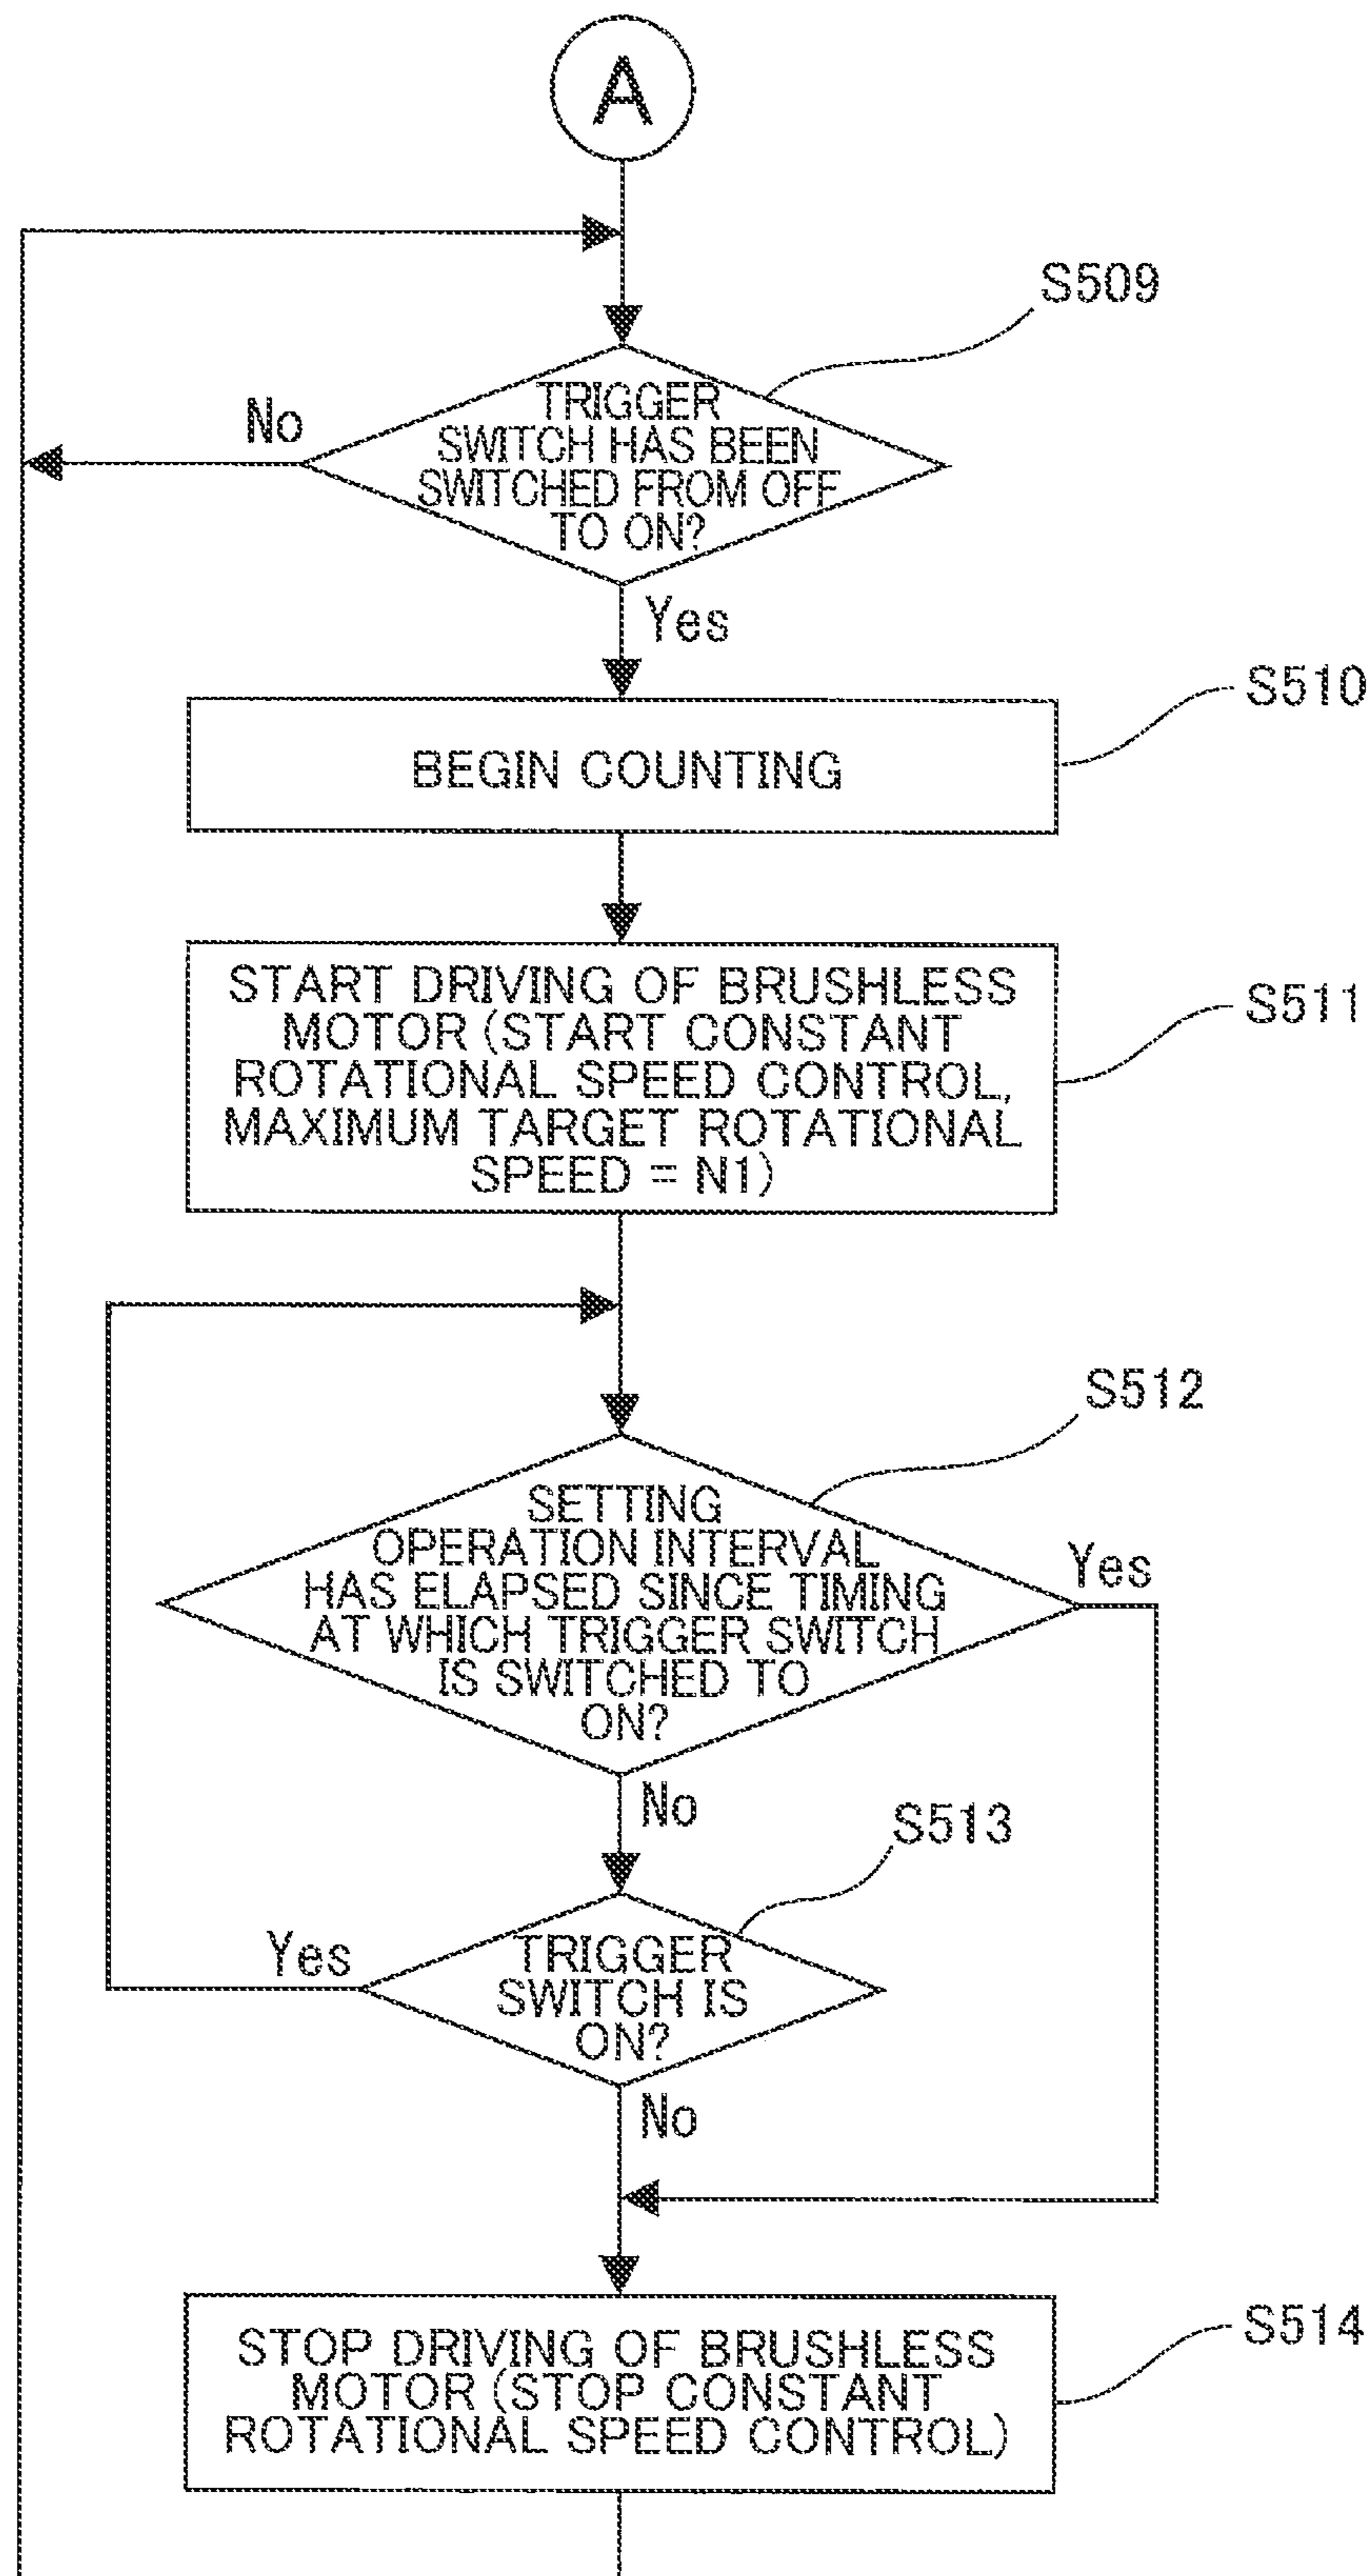 A
S509
No
TRIGGER
SWITCH HAS BEEN
SWITCHED FROM OFF
TO ON?
Yes
S510
BEGIN COUNTING
START DRIVING OF BRUSHLESS
MOTOR (START CONSTANT
ROTATIONAL SPEED CONTROL,
MAXIMUM TARGET ROTATIONAL
SPEED = N1)
S511
S512
SETTING
OPERATION INTERVAL
HAS ELAPSED SINCE TIMING
AT WHICH TRIGGER SWITCH
IS SWITCHED TO
ON?
Yes
No
S513
Yes
TRIGGER
SWITCH IS
ON?
No
S514
STOP DRIVING OF BRUSHLESS
MOTOR (STOP CONSTANT
ROTATIONAL SPEED CONTROL)